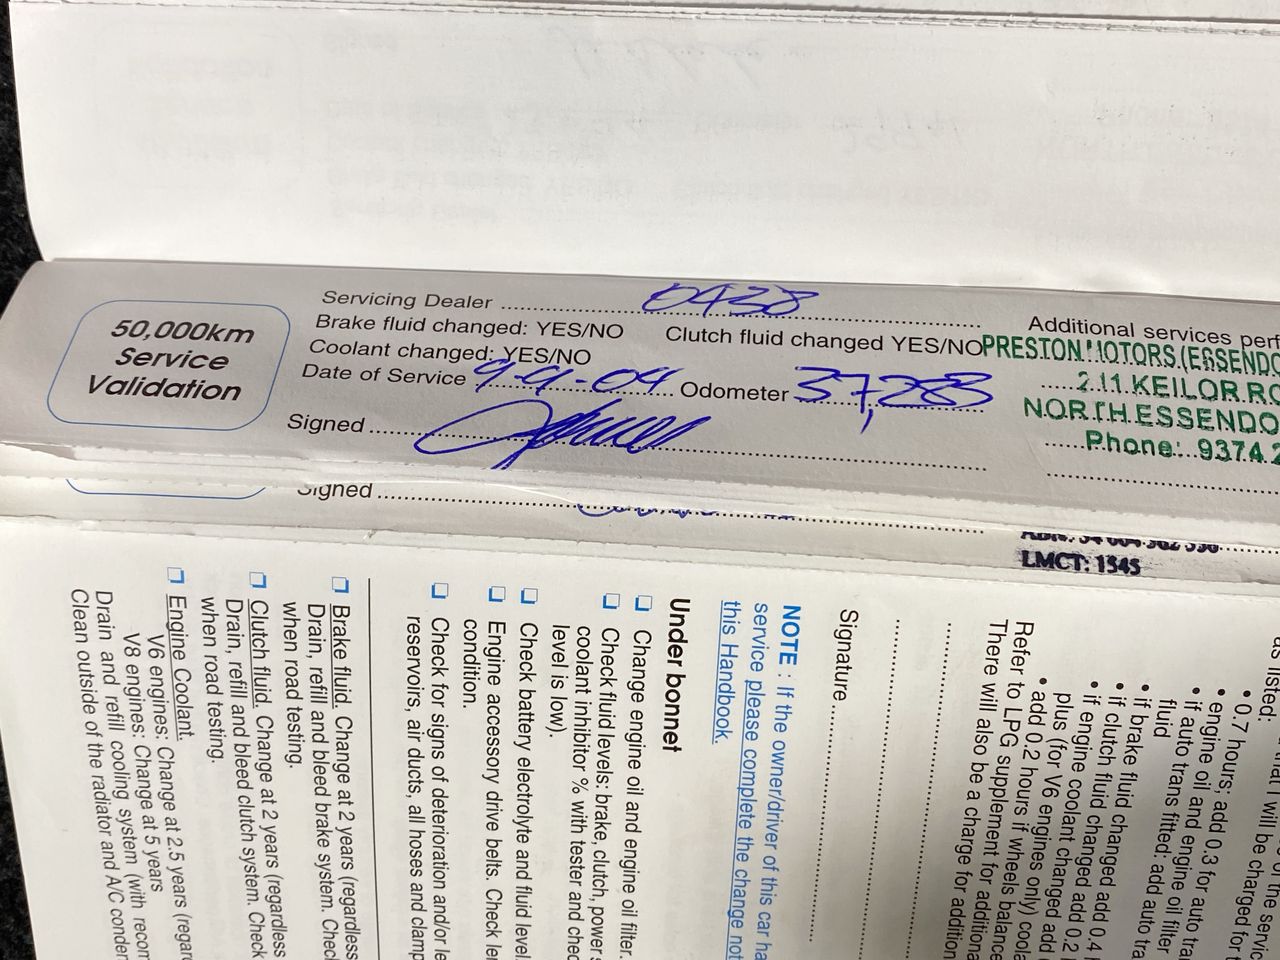 50,000km
Service
Validation
Servicing Dealer 0438
Brake fluid changed: YES/NO Clutch fluid changed YES/NO
Coolant changed: YES/NO
Date of Service 9-9-04 Odometer 37,283
Signed
Additional services perf
PRESTON MOTORS (ESSENDO
211 KEILOR RO
NORTH ESSENDO
Phone: 9374 2
Signed
LMCT: 1545
as listed:
that I will be charged for t
• 0.7 hours; add 0.3 for auto tra
• engine oil and engine oil filter
• if auto trans fitted: add auto tra
fluid
• if brake fluid changed add 0.4
• if clutch fluid changed add
• if engine coolant changed add 0.2
plus (for V6 engines only) coola
• add 0.2 hours if wheels balance
Refer to LPG supplement for additiona
There will also be a charge for addition
Signature
NOTE : If the owner/driver of this car ha
service please complete the change not
this Handbook.
Under bonnet
Change engine oil and engine oil filter.
Check fluid levels: brake, clutch, power s
coolant inhibitor % with tester and chec
level is low).
Check battery electrolyte and fluid level.
Engine accessory drive belts. Check
condition.
Check for signs of deterioration and/or le
reservoirs, air ducts, all hoses and clamp
Brake fluid. Change at 2 years (regardless
Drain, refill and bleed brake system. Check
when road testing.
Clutch fluid. Change at 2 years (regardless
Drain, refill and bleed clutch system. Check
when road testing.
Engine Coolant.
V6 engines: Change at 2.5 years (regard
V8 engines: Change at 5 years
Drain and refill cooling system (with recom
Clean outside of the radiator and A/C conden